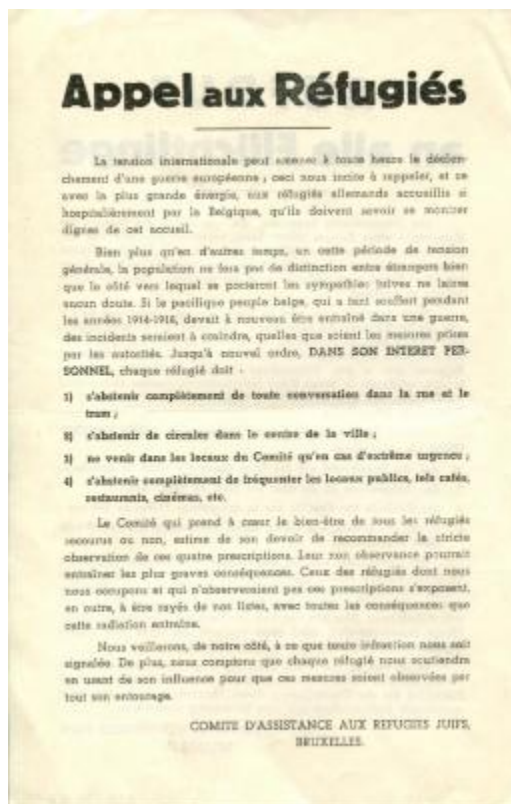 Appel aux Réfugiés
La tension internationale peut amener à toute heure le déclen-
chement d'une guerre européenne ; ceci nous incite à rappeler, et ce
avec la plus grande énergie, aux réfugiés allemands accueillis si
hospitalièrement par la Belgique, qu'ils doivent savoir se montrer
dignes de cet accueil.
Bien plus qu'en d'autres temps, en cette période de tension
générale, la population ne fera pas de distinction entre étrangers bien
que le côté vers lequel se porteront les sympathies juives ne laisse
aucun doute. Si le pacifique peuple belge, qui a tant souffert pendant
les années 1914-1918, devait à nouveau être entraîné dans une guerre,
des incidents seraient à craindre, quelles que soient les mesures prises
par les autorités. Jusqu'à nouvel ordre, DANS SON INTERET PER-
SONNEL, chaque réfugié doit :
1) s'abstenir complètement de toute conversation dans la rue et le
tram ;
2) s'abstenir de circuler dans le centre de la ville ;
3) ne venir dans les locaux du Comité qu'en cas d'extrême urgence ;
4) s'abstenir complètement de fréquenter les locaux publics, tels cafés,
restaurants, cinémas, etc.
Le Comité qui prend à cœur le bien-être de tous les réfugiés
secourus ou non, estime de son devoir de recommander la stricte
observation de ces quatre prescriptions. Leur non observance pourrait
entraîner les plus graves conséquences. Ceux des réfugiés dont nous
nous occupons et qui n'observeraient pas ces prescriptions s'exposent,
en outre, à être rayés de nos listes, avec toutes les conséquences que
cette radiation entraîne.
Nous veillerons, de notre côté, à ce que toute infraction nous soit
signalée. De plus, nous comptons que chaque réfugié nous soutiendra
en usant de son influence pour que ces mesures soient observées par
tout son entourage.
COMITE D'ASSISTANCE AUX REFUGIES JUIFS,
BRUXELLES.